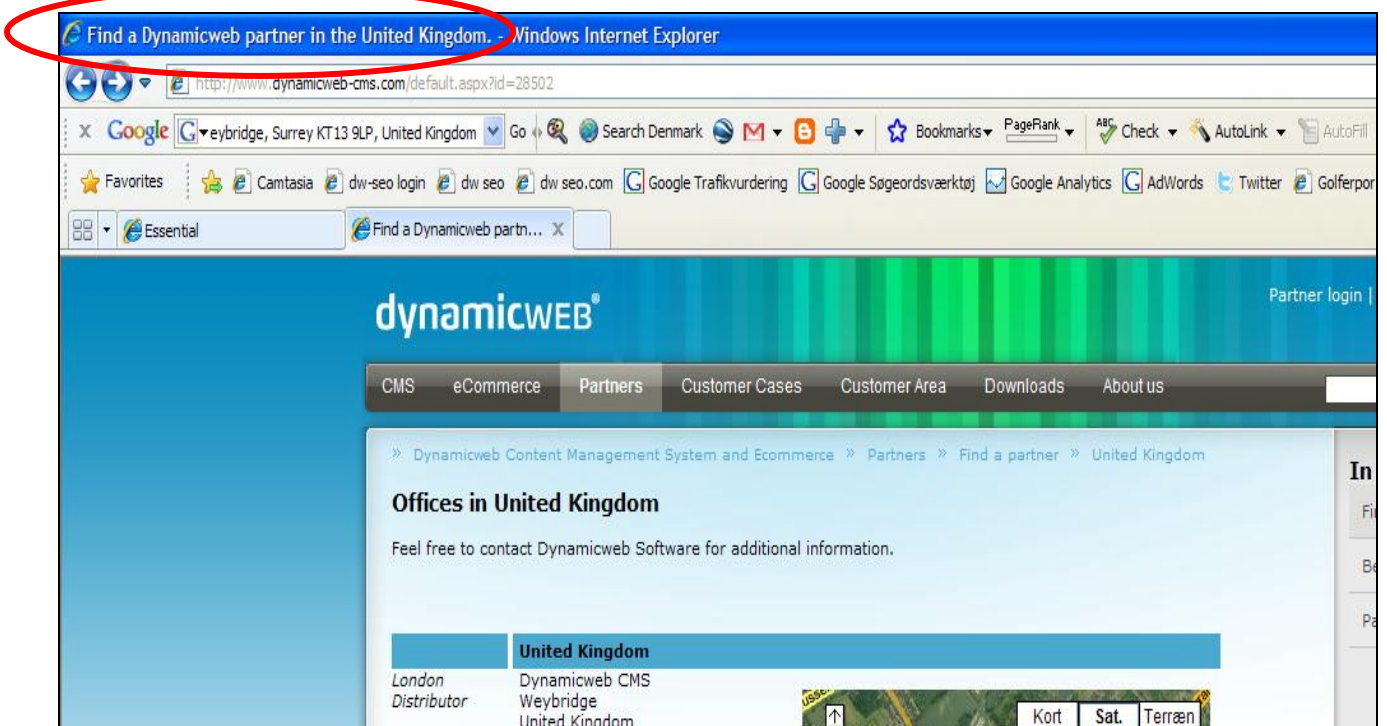 Find a Dynamicweb partner in the United Kingdom. - Windows Internet Explorer
http://www.dynamicweb-cms.com/default.aspx?id=28502
X Google G eybridge, Surrey KT13 9LP, United Kingdom Go Search Denmark Bookmarks PageRank ABC Check AutoLink AutoFill
Favorites Camtasia dw-seo login dw seo dw seo.com Google Trafikvurdering Google Søgeordsværktøj Google Analytics AdWords Twitter Golferpor
Essential Find a Dynamicweb partn... X
Partner login |
dynamicWEB®
CMS eCommerce Partners Customer Cases Customer Area Downloads About us
» Dynamicweb Content Management System and Ecommerce » Partners » Find a partner » United Kingdom
In
Offices in United Kingdom
Feel free to contact Dynamicweb Software for additional information.
United Kingdom
London Dynamicweb CMS
Distributor Weybridge
United Kingdom
Kort Sat. Terræn